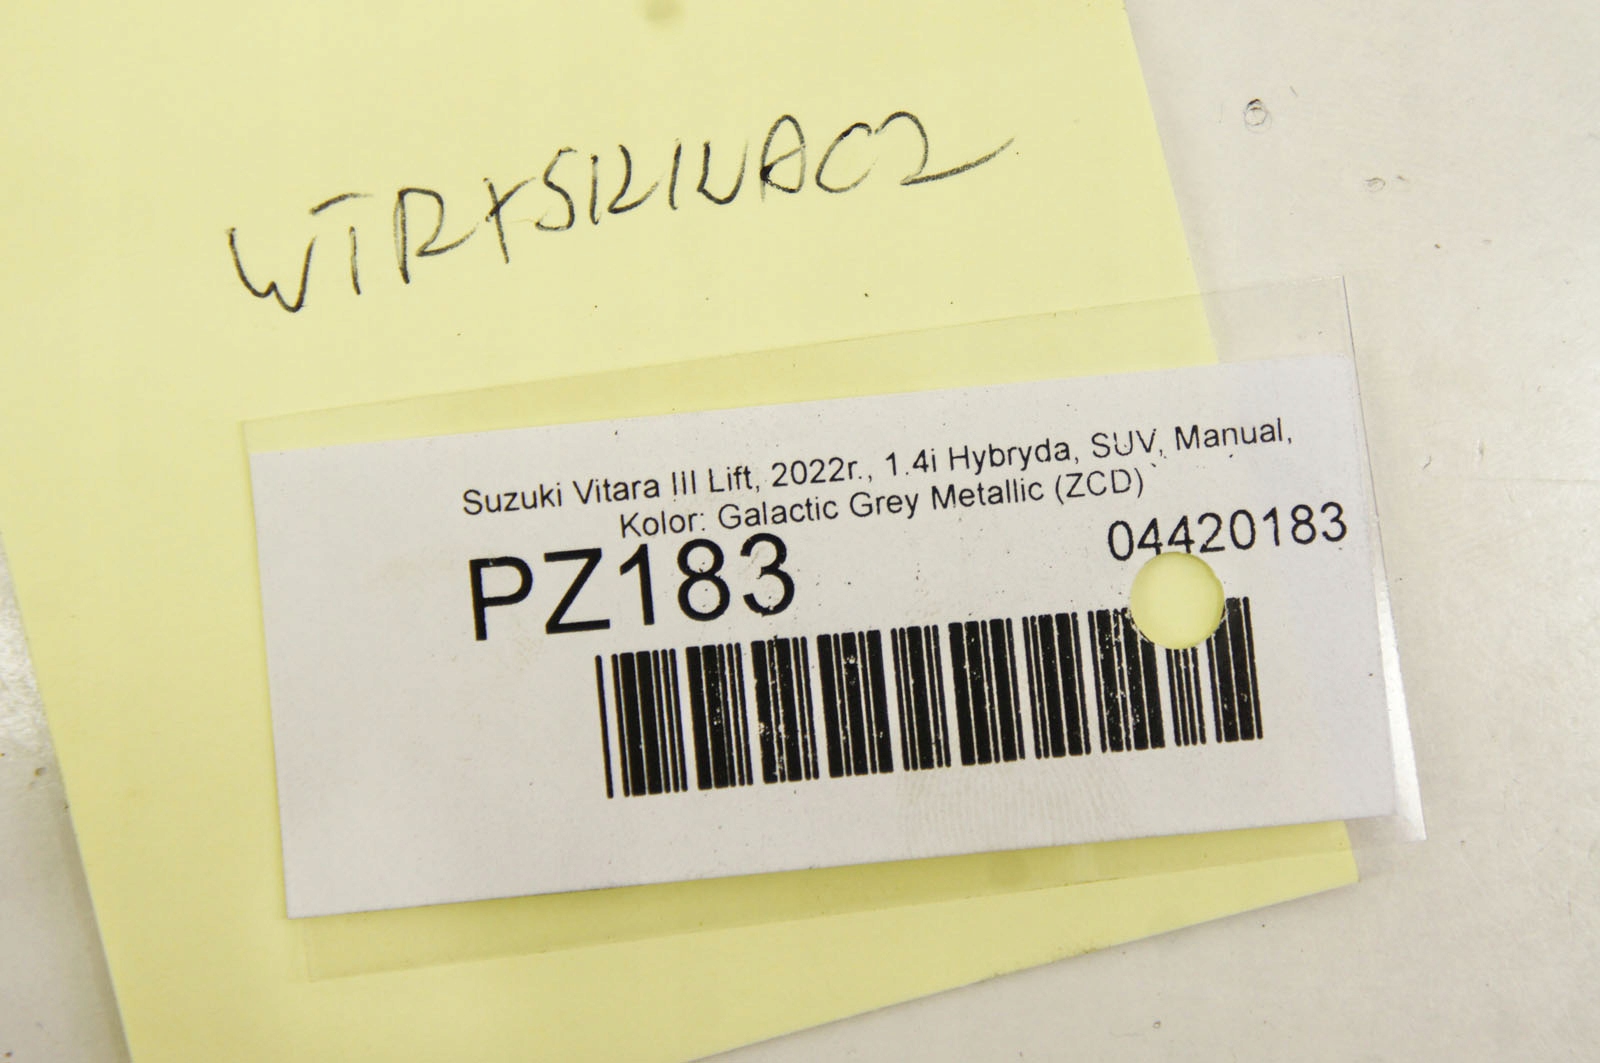 WTRYSKIWACZ
Suzuki Vitara III Lift, 2022r., 1.4i Hybryda, SUV, Manual,
Kolor: Galactic Grey Metallic (ZCD)
04420183
PZ183